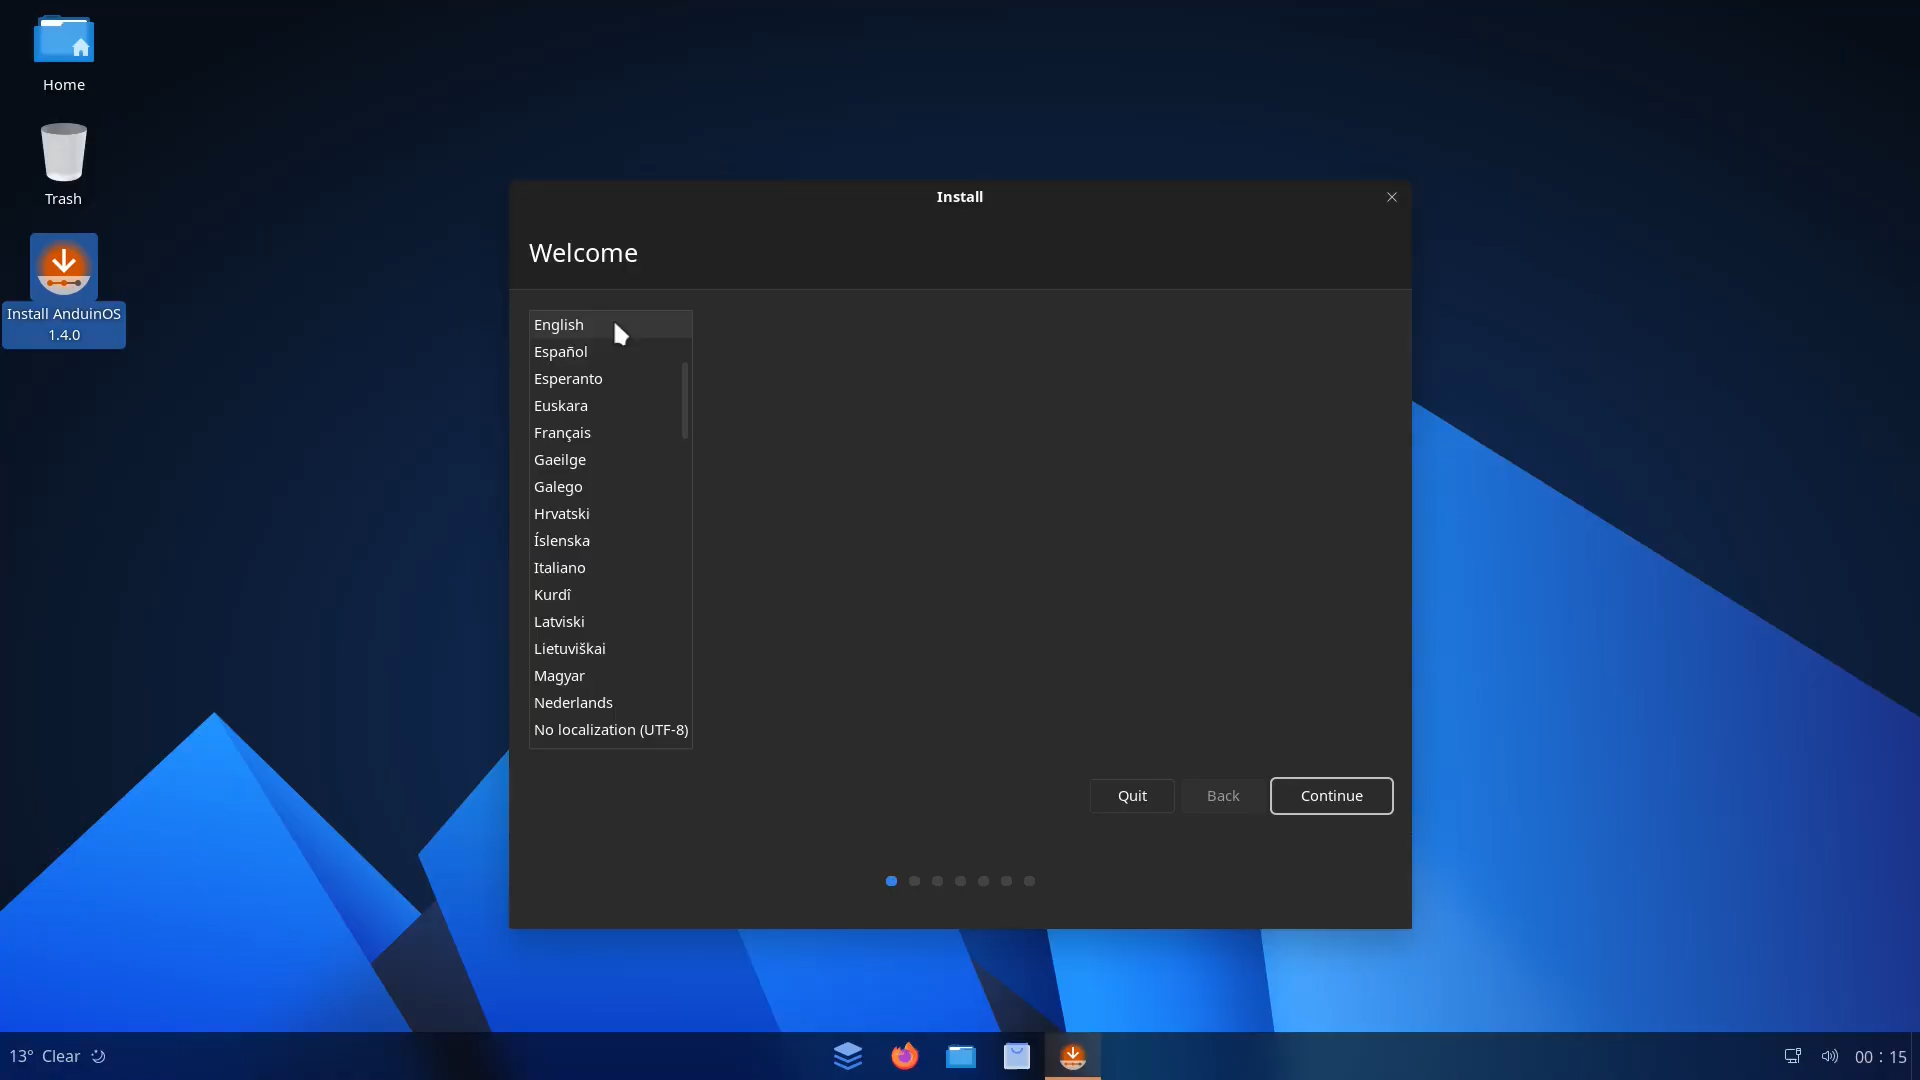 Home
Trash
Install AnduinOS
1.4.0
Install
Welcome
English
Español
Esperanto
Euskara
Français
Gaeilge
Galego
Hrvatski
Íslenska
Italiano
Kurdî
Latviski
Lietuviškai
Magyar
Nederlands
No localization (UTF-8)
Quit Back Continue
13° Clear
00 : 15